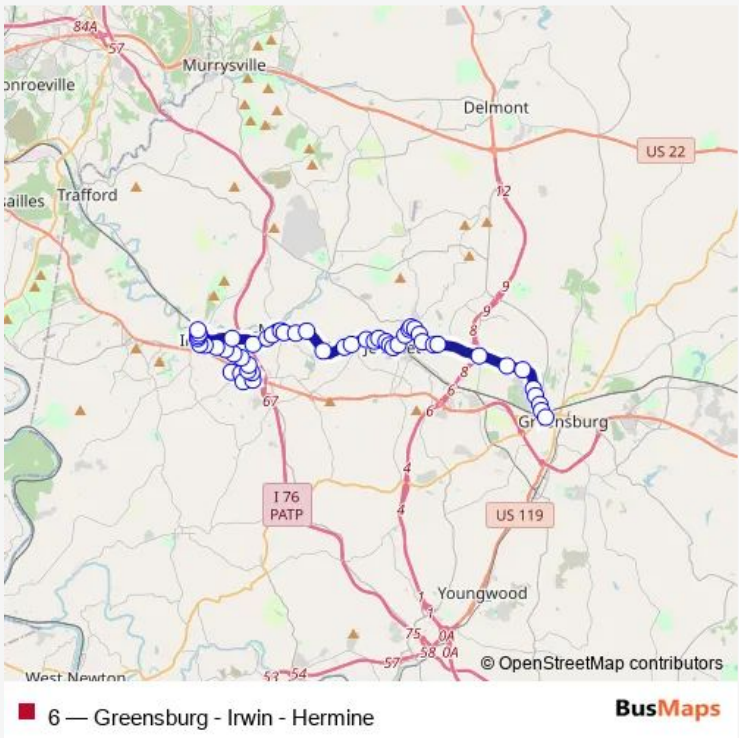 84A
57
Murrysville
onroeville
Delmont
US 22
Trafford
sailles
12
9
9
8
8
6
6
67
Greensburg
4
I 76
PATP
4
US 119
Youngwood
1
1
75
0A
58
0A
57
53
54
West Newton
© OpenStreetMap contributors
6 — Greensburg - Irwin - Hermine
BusMaps